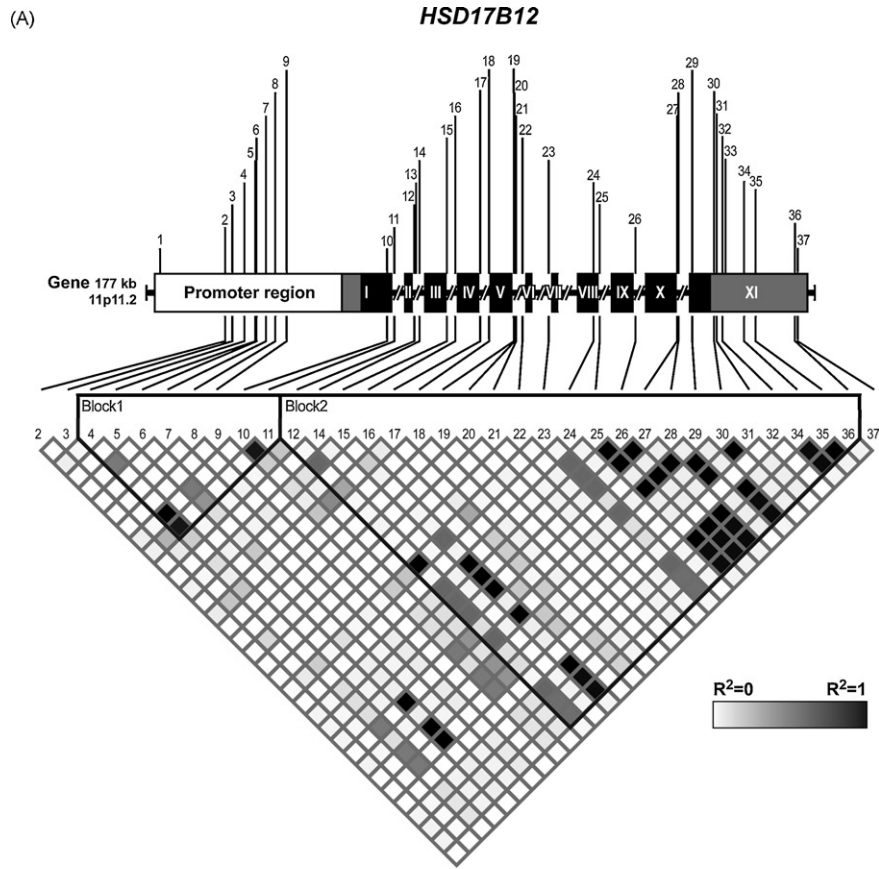 (A)
HSD17B12
1 2 3 4 5 6 7 8 9 10 11 12 13 14 15 16 17 18 19 20 21 22 23 24 25 26 27 28 29 30 31 32 33 34 35 36 37
Gene 177 kb
11p11.2
Promoter region I II III IV V VI VII VIII IX X XI
Block1 Block2
2 3 4 5 6 7 8 9 10 11 12 14 15 16 17 18 19 20 21 22 23 24 25 26 27 28 29 30 31 32 34 35 36 37
R²=0 R²=1